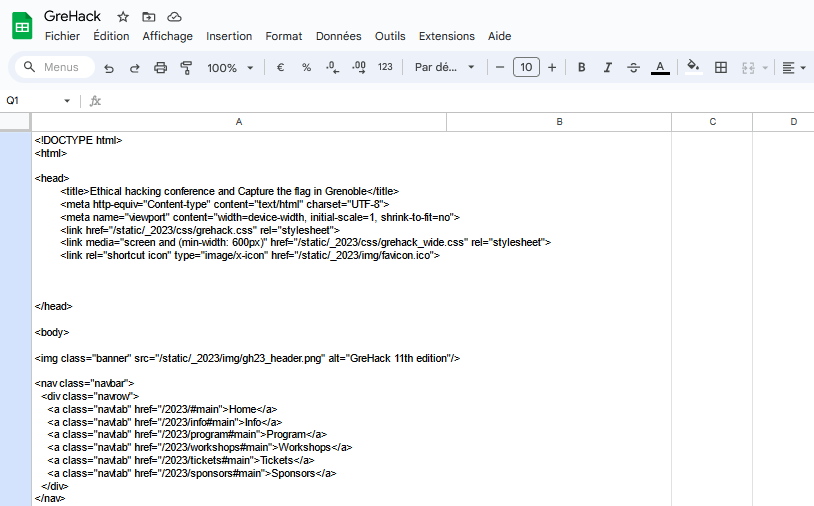 GreHack
Fichier Édition Affichage Insertion Format Données Outils Extensions Aide
Menus 100% € % .0 .00 123 Par dé... 10 B I S A
Q1 fx
A B C D
<!DOCTYPE html>
<html>
<head>
<title>Ethical hacking conference and Capture the flag in Grenoble</title>
<meta http-equiv="Content-type" content="text/html" charset="UTF-8">
<meta name="viewport" content="width=device-width, initial-scale=1, shrink-to-fit=no">
<link href="/static/_2023/css/grehack.css" rel="stylesheet">
<link media="screen and (min-width: 600px)" href="/static/_2023/css/grehack_wide.css" rel="stylesheet">
<link rel="shortcut icon" type="image/x-icon" href="/static/_2023/img/favicon.ico">
</head>
<body>
<img class="banner" src="/static/_2023/img/gh23_header.png" alt="GreHack 11th edition"/>
<nav class="navbar">
<div class="navrow">
<a class="navtab" href="/2023/#main">Home</a>
<a class="navtab" href="/2023/info#main">Info</a>
<a class="navtab" href="/2023/program#main">Program</a>
<a class="navtab" href="/2023/workshops#main">Workshops</a>
<a class="navtab" href="/2023/tickets#main">Tickets</a>
<a class="navtab" href="/2023/sponsors#main">Sponsors</a>
</div>
</nav>